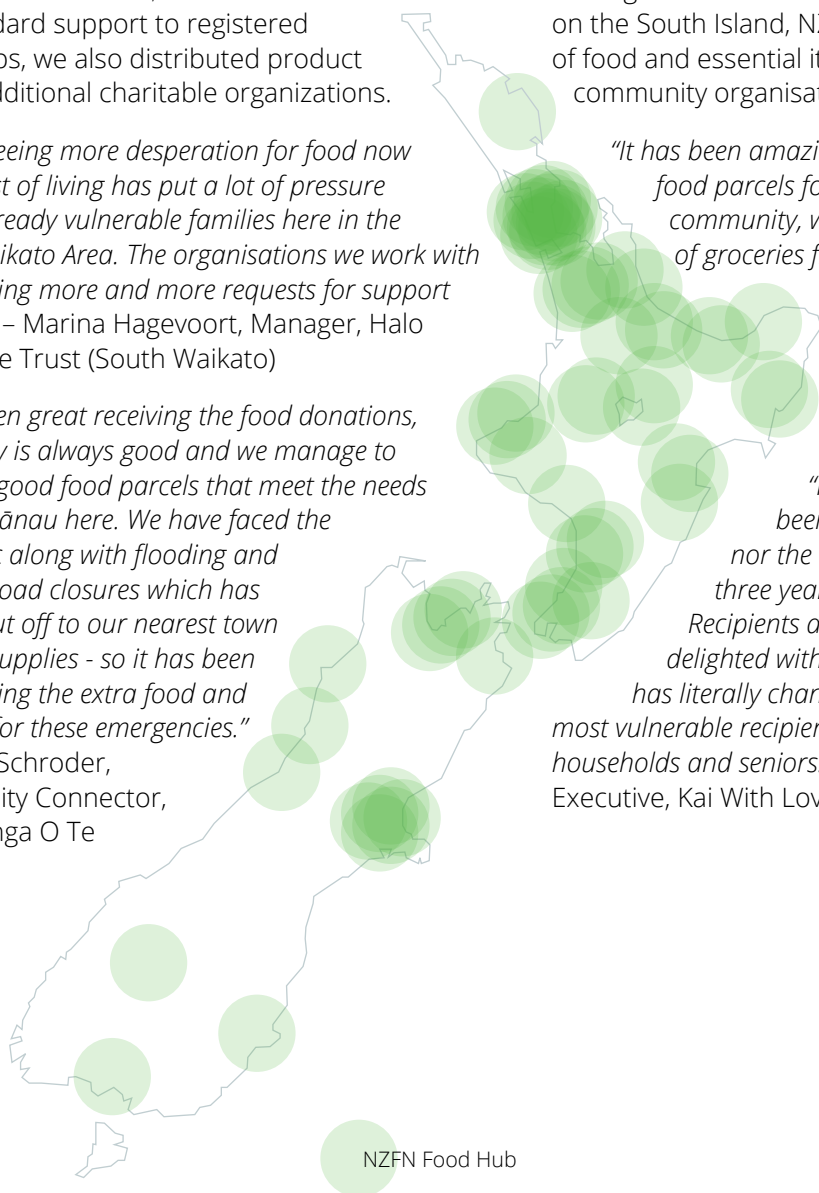 dard support to registered
os, we also distributed product
dditional charitable organizations.
eeing more desperation for food now
st of living has put a lot of pressure
ready vulnerable families here in the
ikato Area. The organisations we work with
ing more and more requests for support
– Marina Hagevoort, Manager, Halo
e Trust (South Waikato)
en great receiving the food donations,
y is always good and we manage to
good food parcels that meet the needs
ānau here. We have faced the
along with flooding and
oad closures which has
ut off to our nearest town
upplies - so it has been
ing the extra food and
for these emergencies.”
Schroder,
ity Connector,
nga O Te
on the South Island, NZ
of food and essential it
community organisat
“It has been amazi
food parcels fo
community, w
of groceries f
been
nor the
three year
Recipients a
delighted with
has literally chan
most vulnerable recipien
households and seniors.
Executive, Kai With Lov
NZFN Food Hub